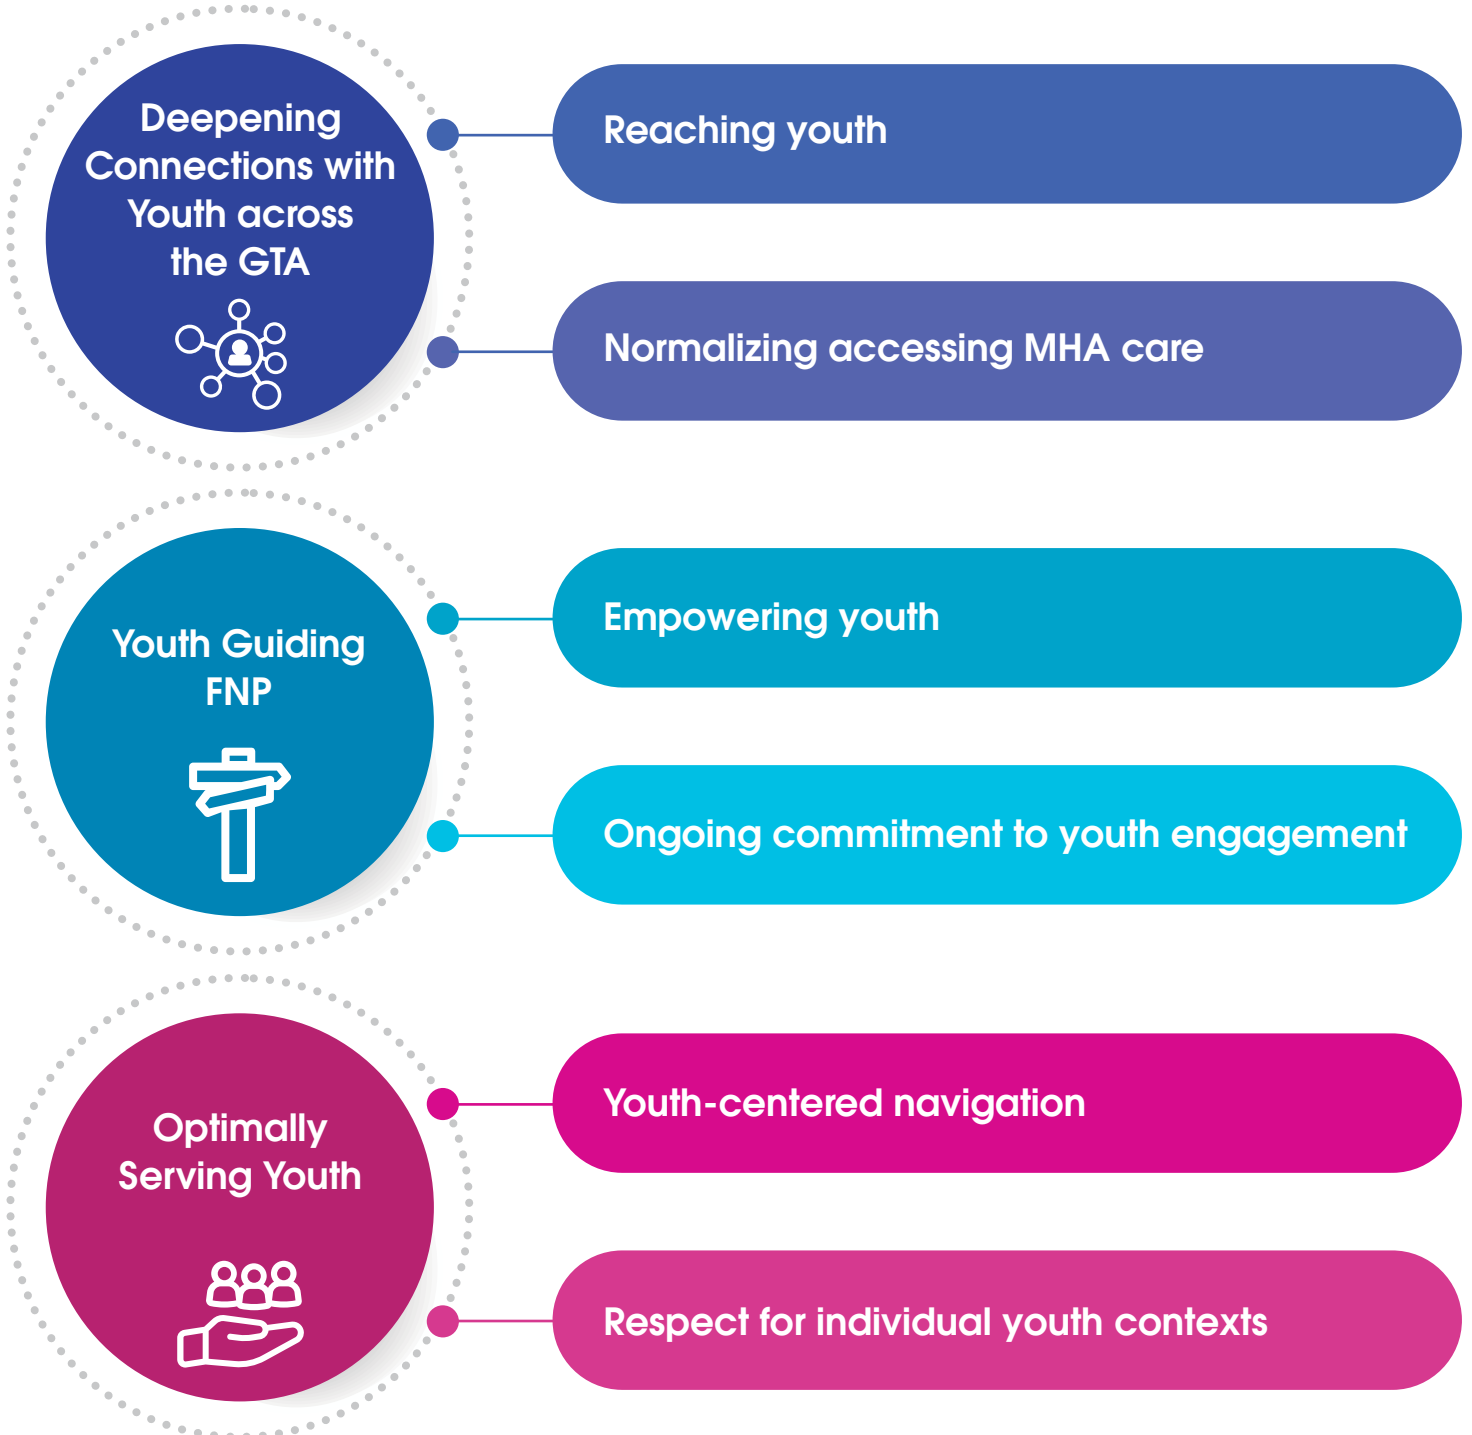 Deepening
Connections with
Youth across
the GTA
Reaching youth
Normalizing accessing MHA care
Youth Guiding
FNP
Empowering youth
Ongoing commitment to youth engagement
Optimally
Serving Youth
Youth-centered navigation
Respect for individual youth contexts